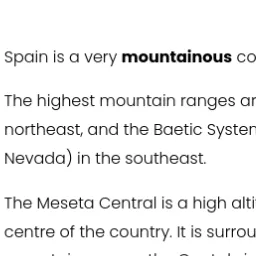 Spain is a very mountainous co
The highest mountain ranges ar
northeast, and the Baetic Syster
Nevada) in the southeast.
The Meseta Central is a high alti
centre of the country. It is surrou